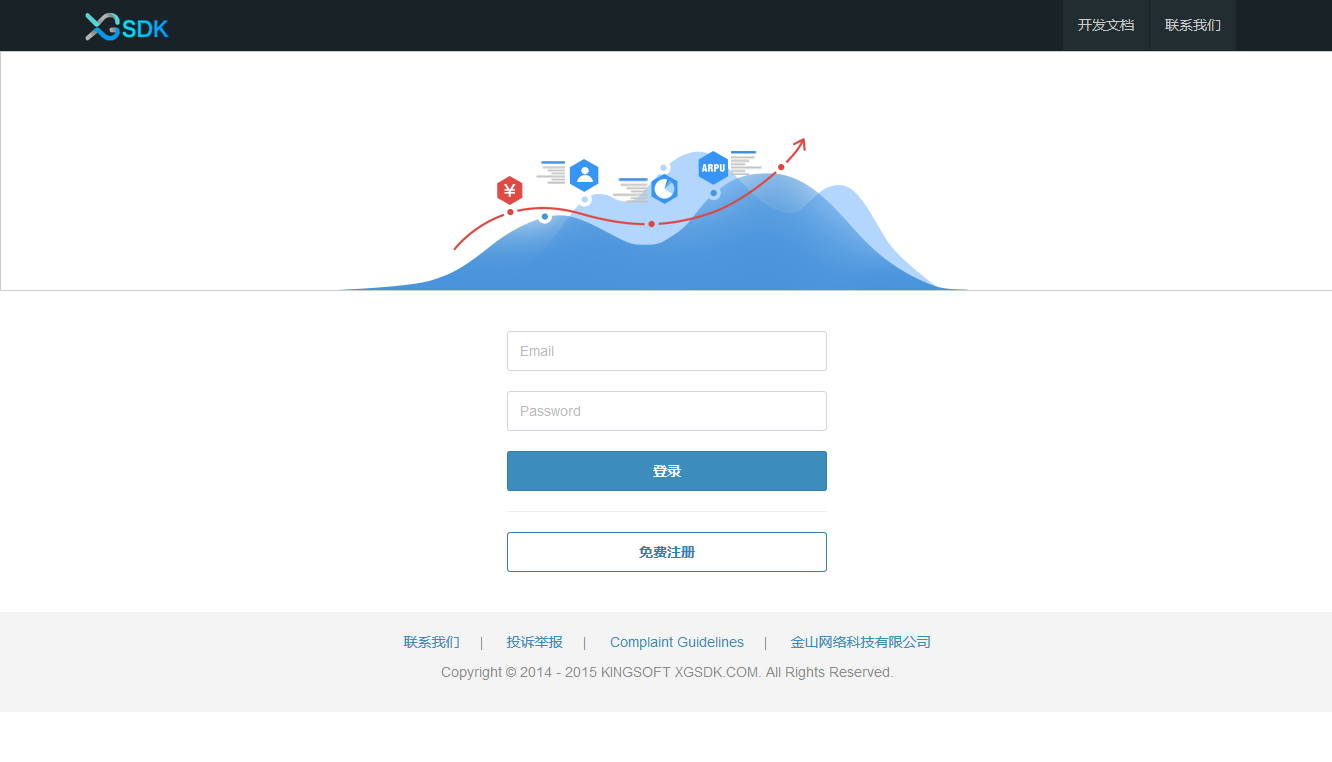 XGSDK
开发文档
联系我们
¥
ARPU
Email
Password
登录
免费注册
联系我们 | 投诉举报 | Complaint Guidelines | 金山网络科技有限公司
Copyright © 2014 - 2015 KINGSOFT XGSDK.COM. All Rights Reserved.